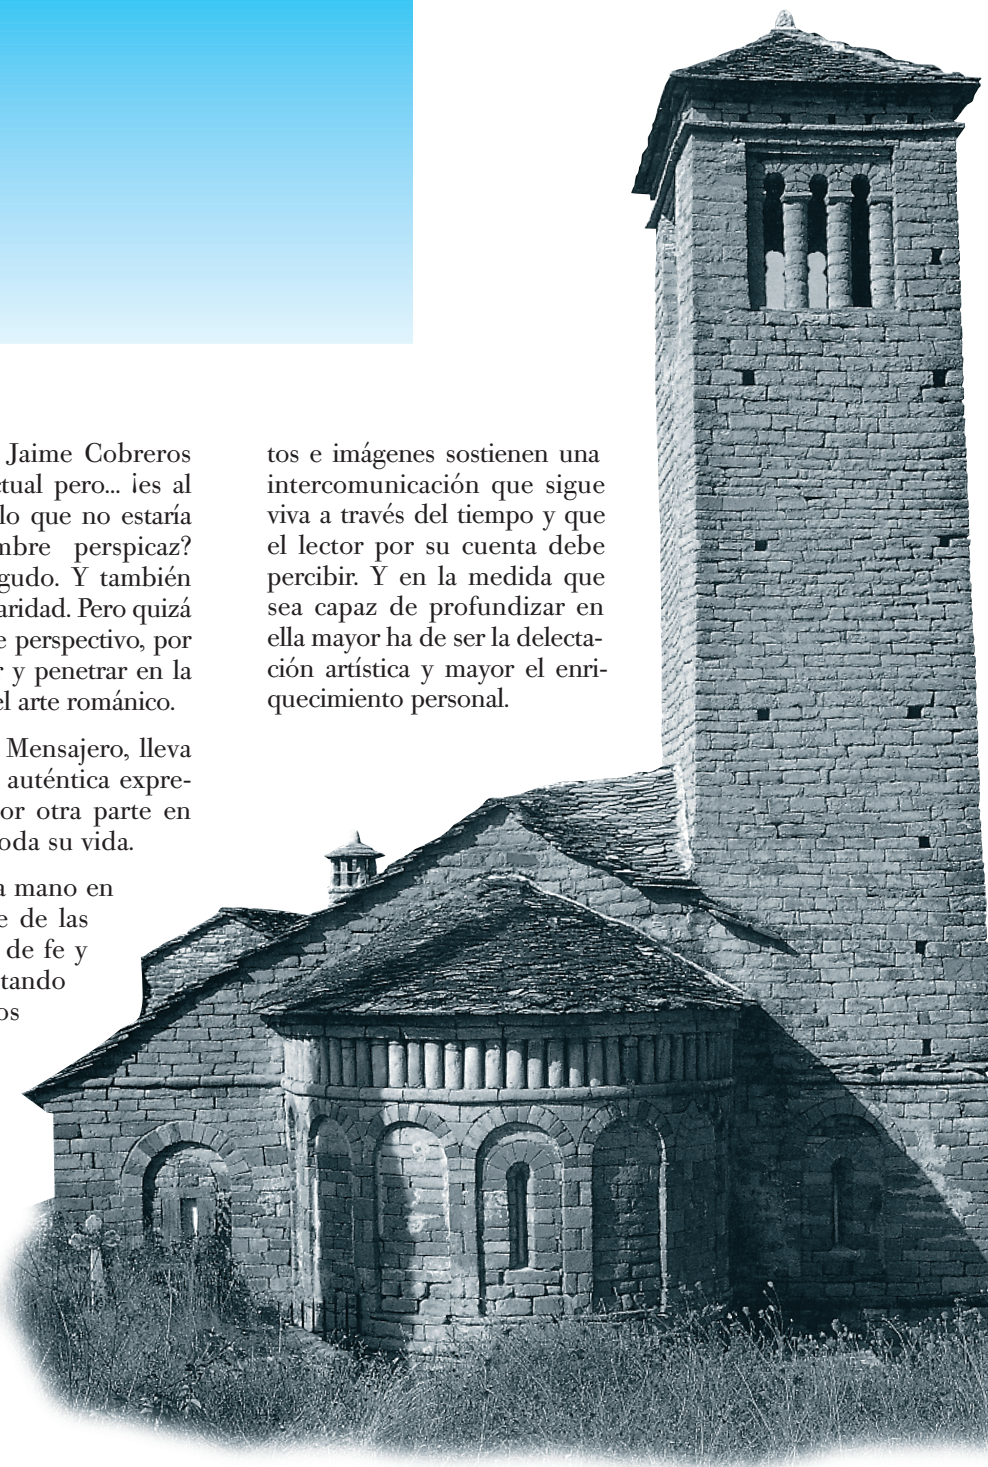 Jaime Cobreros
tual pero... ¡es al
lo que no estaría
mbre perspicaz?
gudo. Y también
aridad. Pero quizá
e perspectivo, por
r y penetrar en la
el arte románico.
Mensajero, lleva
auténtica expre-
or otra parte en
oda su vida.
a mano en
e de las
de fe y
tando
os
tos e imágenes sostienen una
intercomunicación que sigue
viva a través del tiempo y que
el lector por su cuenta debe
percibir. Y en la medida que
sea capaz de profundizar en
ella mayor ha de ser la delecta-
ción artística y mayor el enri-
quecimiento personal.